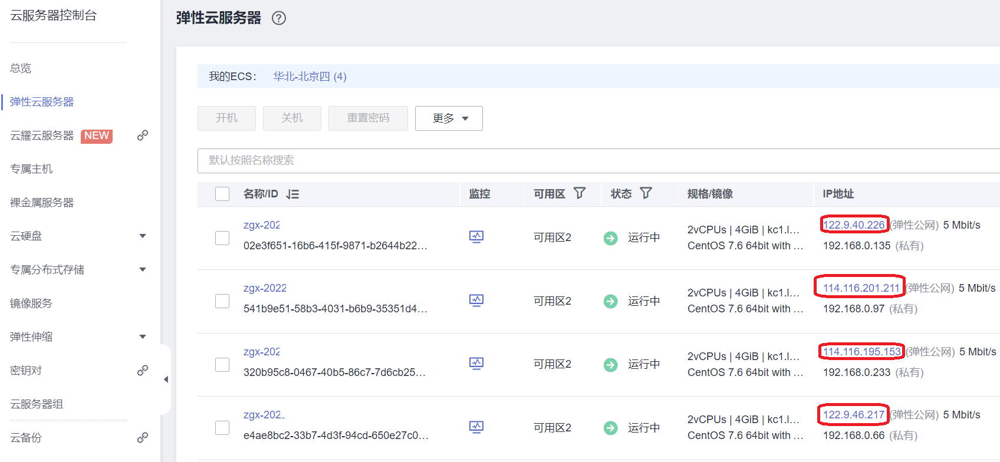 云服务器控制台
总览
弹性云服务器
云耀云服务器 NEW
专属主机
裸金属服务器
云硬盘
专属分布式存储
镜像服务
弹性伸缩
密钥对
云服务器组
云备份
弹性云服务器 ?
我的ECS： 华北-北京四 (4)
开机 关机 重置密码 更多
默认按照名称搜索
名称/ID 监控 可用区 状态 规格/镜像 IP地址
zgx-202 2vCPUs | 4GiB | kc1.l… 122.9.40.226 (弹性公网) 5 Mbit/s
可用区2 运行中
02e3f651-16b6-415f-9871-b2644b22… CentOS 7.6 64bit with … 192.168.0.135 (私有)
zgx-2022 2vCPUs | 4GiB | kc1.l… 114.116.201.211 (弹性公网) 5 Mbit/s
可用区2 运行中
541b9e51-58b3-4031-b6b9-35351d4… CentOS 7.6 64bit with … 192.168.0.97 (私有)
zgx-202 2vCPUs | 4GiB | kc1.l… 114.116.195.153 (弹性公网) 5 Mbit/s
可用区2 运行中
320b95c8-0467-40b5-86c7-7d6cb25… CentOS 7.6 64bit with … 192.168.0.233 (私有)
zgx-202 2vCPUs | 4GiB | kc1.l… 122.9.46.217 (弹性公网) 5 Mbit/s
可用区2 运行中
e4ae8bc2-33b7-4d3f-94cd-650e27c0… CentOS 7.6 64bit with … 192.168.0.66 (私有)